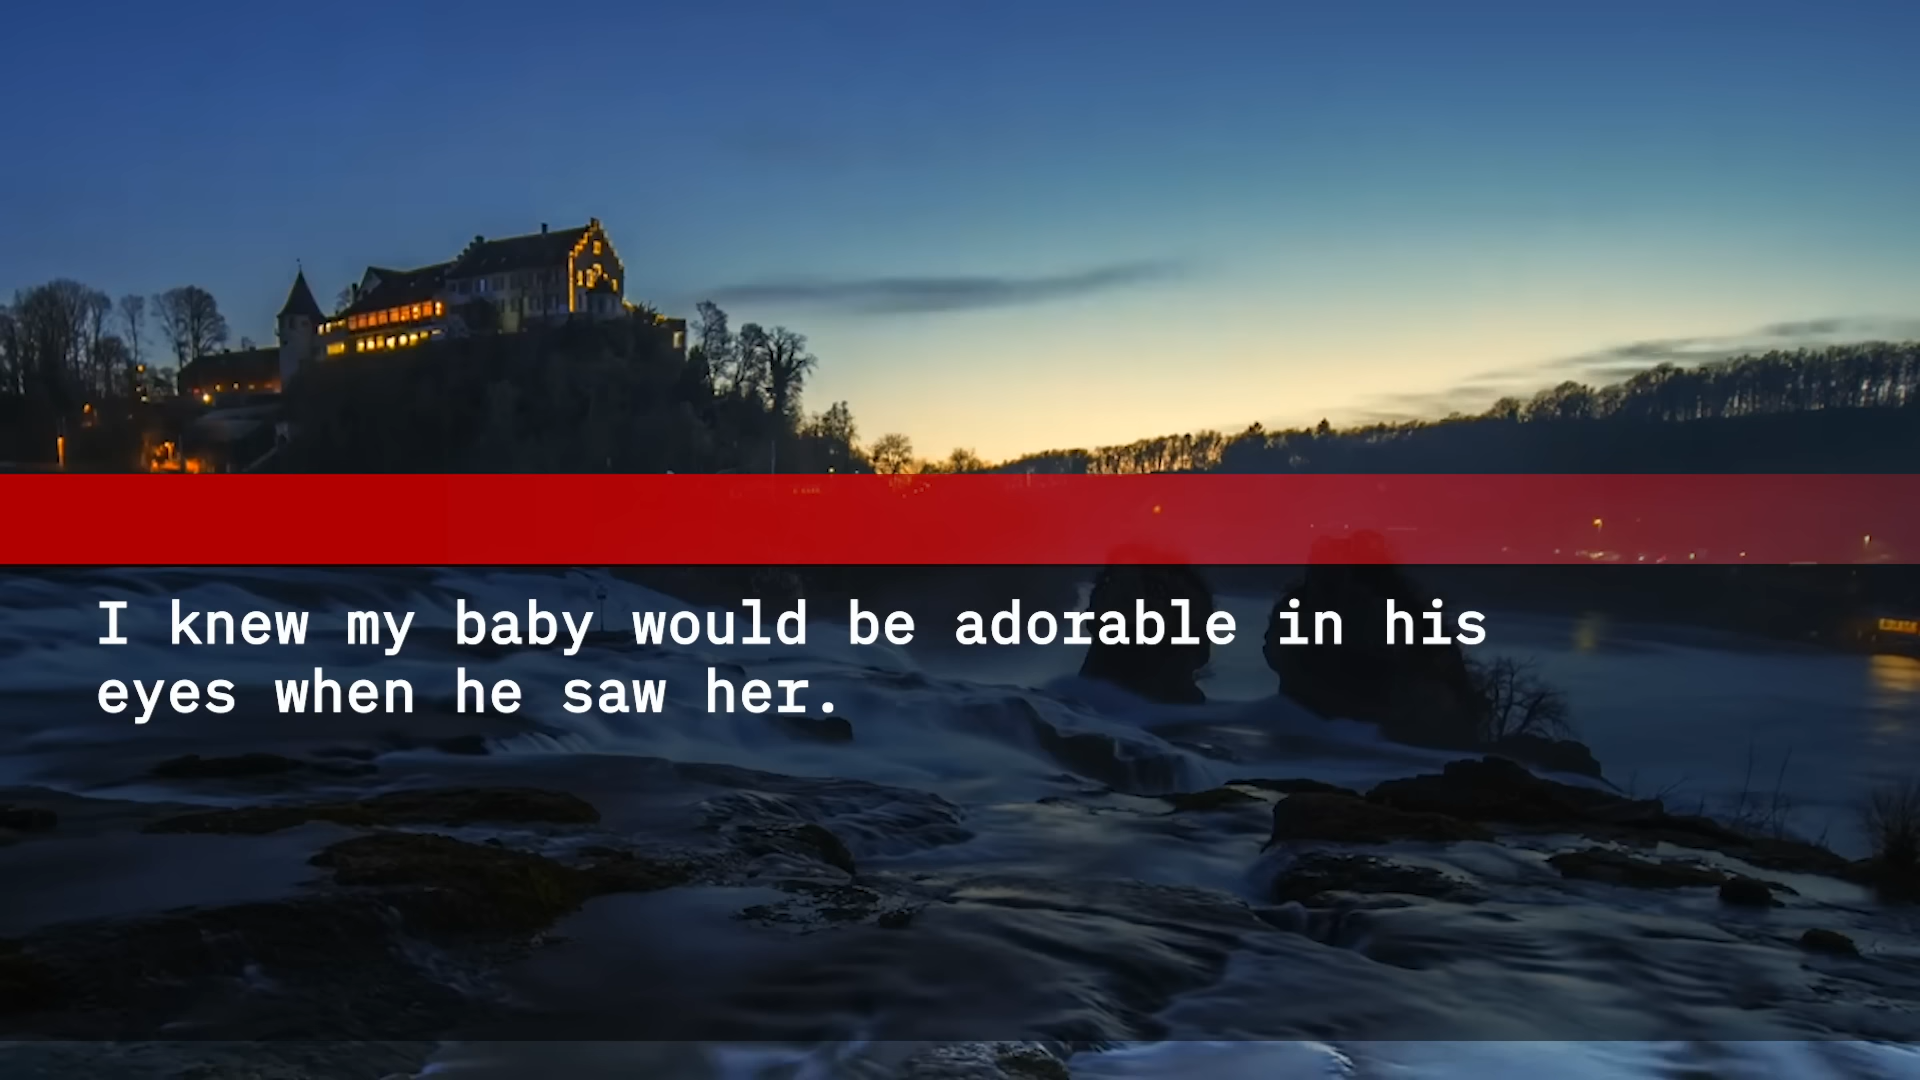 I knew my baby would be adorable in his
eyes when he saw her.